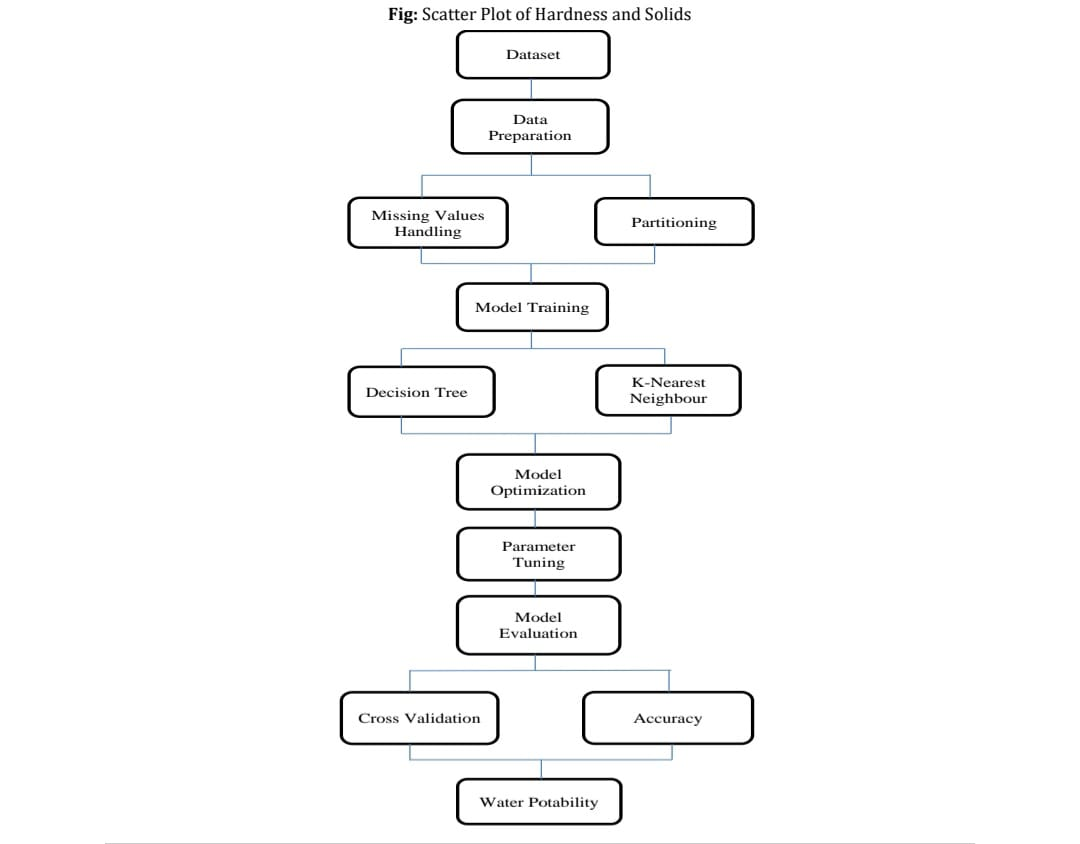 Fig: Scatter Plot of Hardness and Solids
Dataset
Data
Preparation
Missing Values
Handling
Partitioning
Model Training
Decision Tree
K-Nearest
Neighbour
Model
Optimization
Parameter
Tuning
Model
Evaluation
Cross Validation
Accuracy
Water Potability